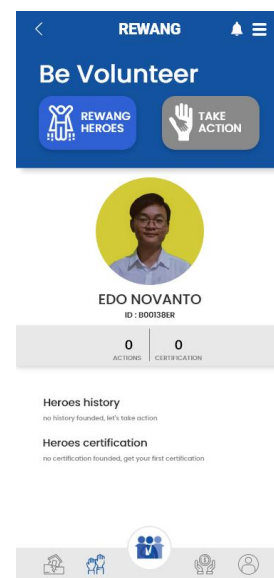 REWANG
Be Volunteer
REWANG
HEROES
TAKE
ACTION
EDO NOVANTO
ID : B00138ER
0 0
ACTIONS CERTIFICATION
Heroes history
no history founded, let's take action
Heroes certification
no certification founded, get your first certification